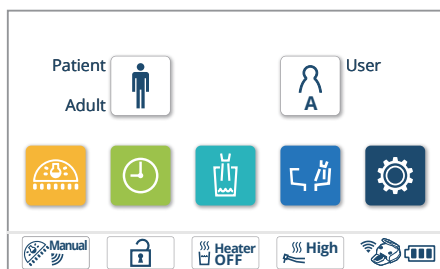 Patient
User
Adult
A
Manual
Heater
OFF
High